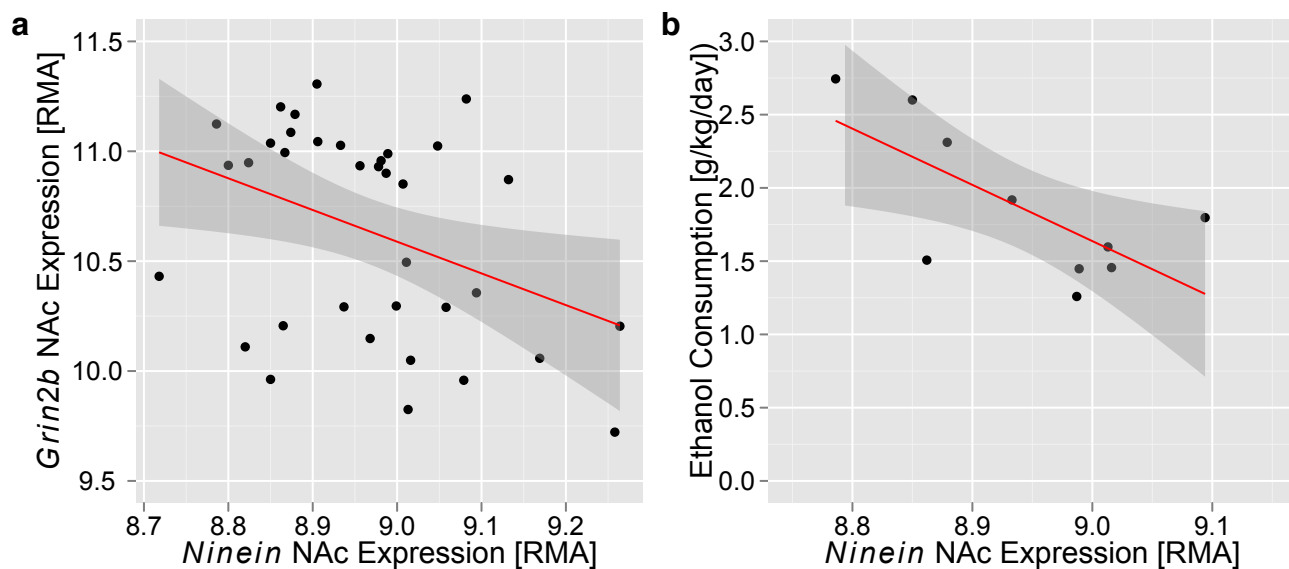 a
Grin2b NAc Expression [RMA]
11.5
11.0
10.5
10.0
9.5
8.7 8.8 8.9 9.0 9.1 9.2
Ninein NAc Expression [RMA]
b
Ethanol Consumption [g/kg/day])
3.0
2.5
2.0
1.5
1.0
0.5
0.0
8.8 8.9 9.0 9.1
Ninein NAc Expression [RMA]